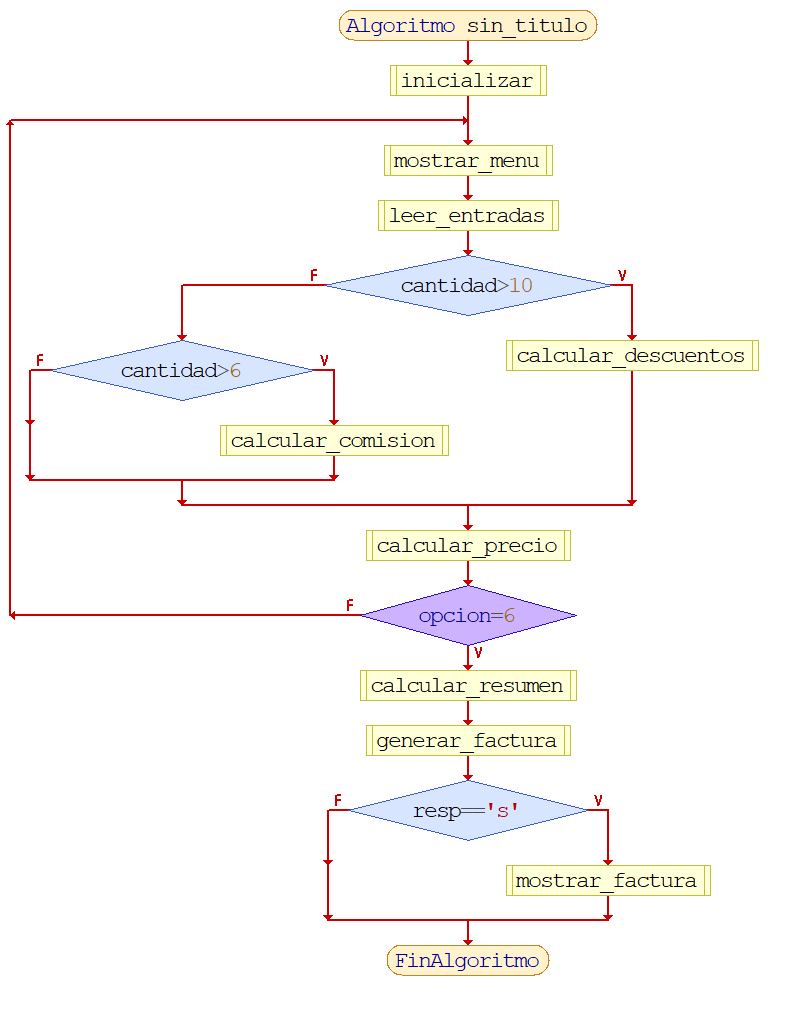 Algoritmo sin_titulo
inicializar
mostrar_menu
leer_entradas
F
cantidad>10
V
F
cantidad>6
V
calcular_descuentos
calcular_comision
calcular_precio
F
opcion=6
V
calcular_resumen
generar_factura
F
resp=='s'
V
mostrar_factura
FinAlgoritmo